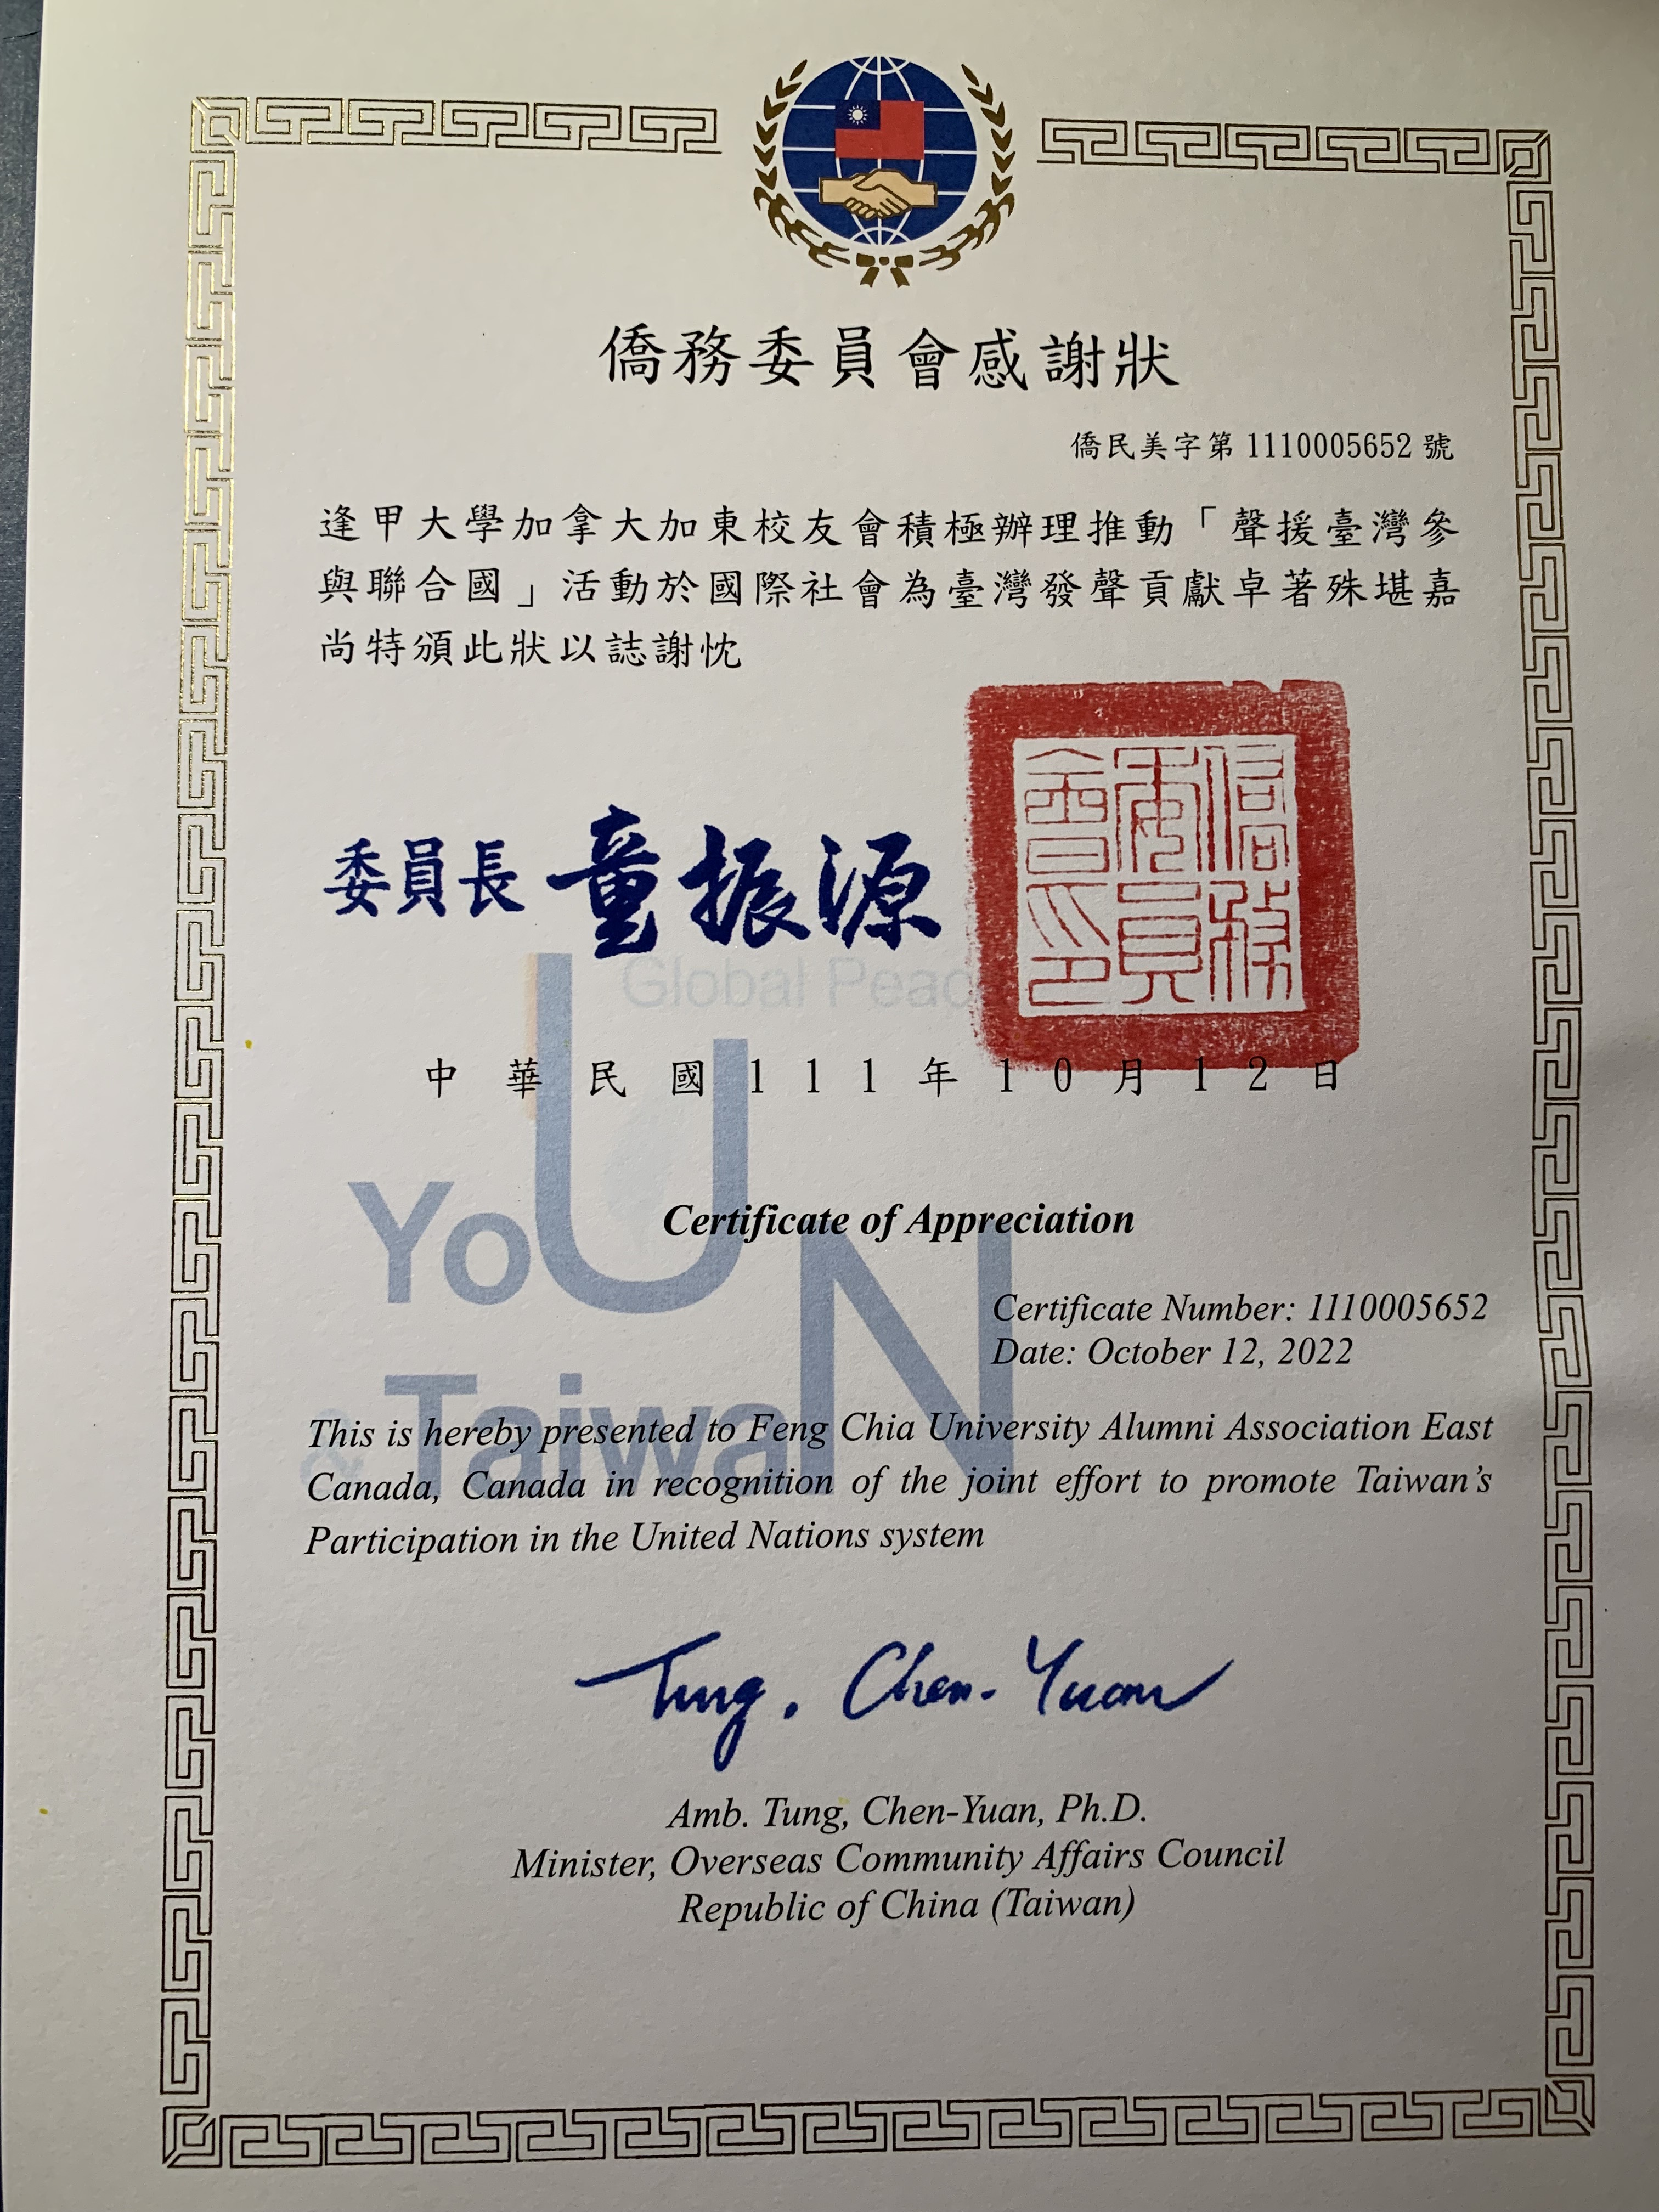 僑務委員會感謝狀
僑民美字第 1110005652 號
逢甲大學加拿大加東校友會積極辦理推動「聲援臺灣參
與聯合國」活動於國際社會為臺灣發聲貢獻卓著殊堪嘉
尚特頒此狀以誌謝忱
委員長 童振源
僑務委員會印
Global Peac
中華民國111年10月12日
YoU
N
& Taiwa
Certificate of Appreciation
Certificate Number: 1110005652
Date: October 12, 2022
This is hereby presented to Feng Chia University Alumni Association East
Canada, Canada in recognition of the joint effort to promote Taiwan’s
Participation in the United Nations system
Tung, Chen-Yuan
Amb. Tung, Chen-Yuan, Ph.D.
Minister, Overseas Community Affairs Council
Republic of China (Taiwan)